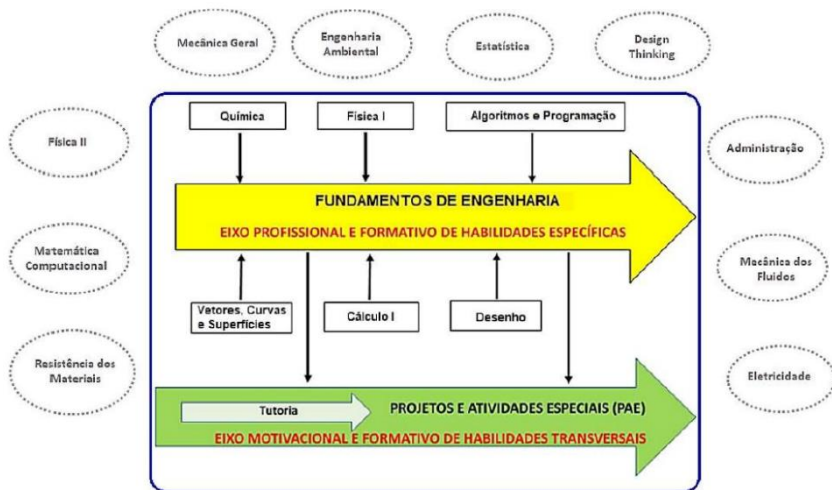 Mecânica Geral
Engenharia
Ambiental
Estatística
Design
Thinking
Química
Física I
Algoritmos e Programação
Física II
Administração
FUNDAMENTOS DE ENGENHARIA
EIXO PROFISSIONAL E FORMATIVO DE HABILIDADES ESPECÍFICAS
Matemática
Computacional
Mecânica dos
Fluidos
Vetores, Curvas
e Superfícies
Cálculo I
Desenho
Resistência dos
Materiais
Eletricidade
Tutoria
PROJETOS E ATIVIDADES ESPECIAIS (PAE)
EIXO MOTIVACIONAL E FORMATIVO DE HABILIDADES TRANSVERSAIS